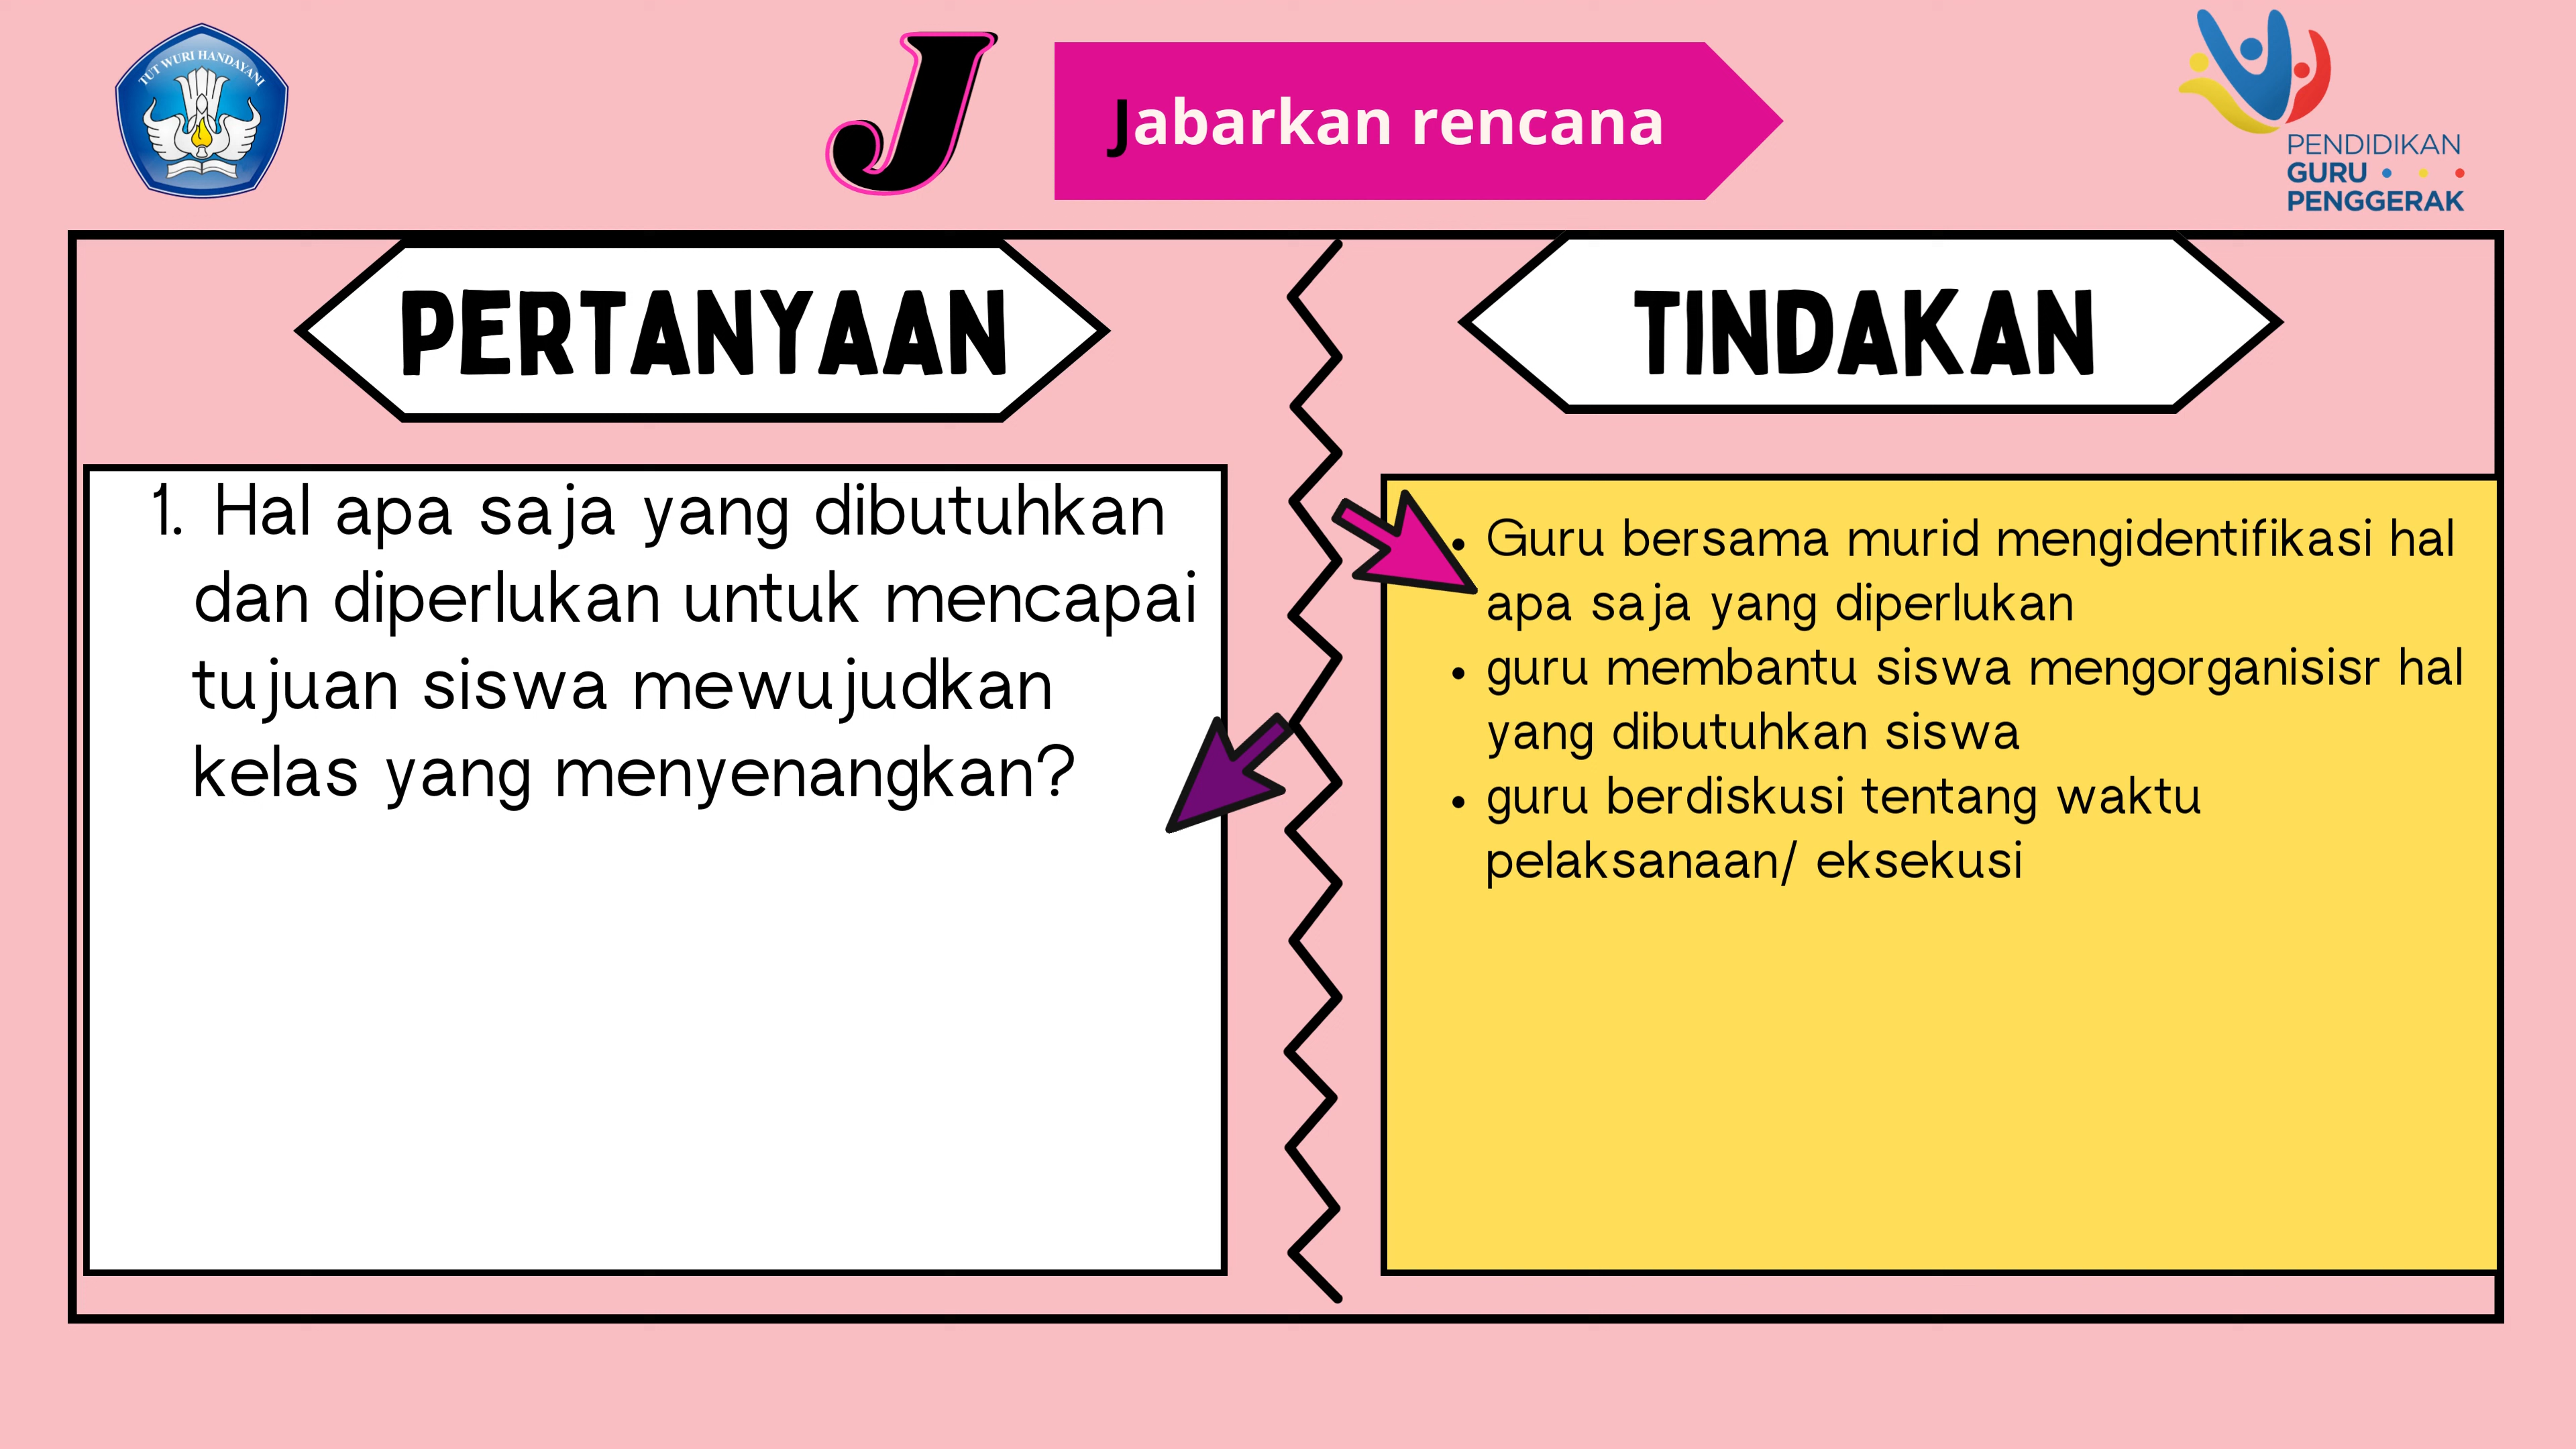 TUT WURI HANDAYANI
J
Jabarkan rencana
PENDIDIKAN
GURU
PENGGERAK
PERTANYAAN
1. Hal apa saja yang dibutuhkan
dan diperlukan untuk mencapai
tujuan siswa mewujudkan
kelas yang menyenangkan?
TINDAKAN
• Guru bersama murid mengidentifikasi hal
apa saja yang diperlukan
• guru membantu siswa mengorganisisr hal
yang dibutuhkan siswa
• guru berdiskusi tentang waktu
pelaksanaan/ eksekusi